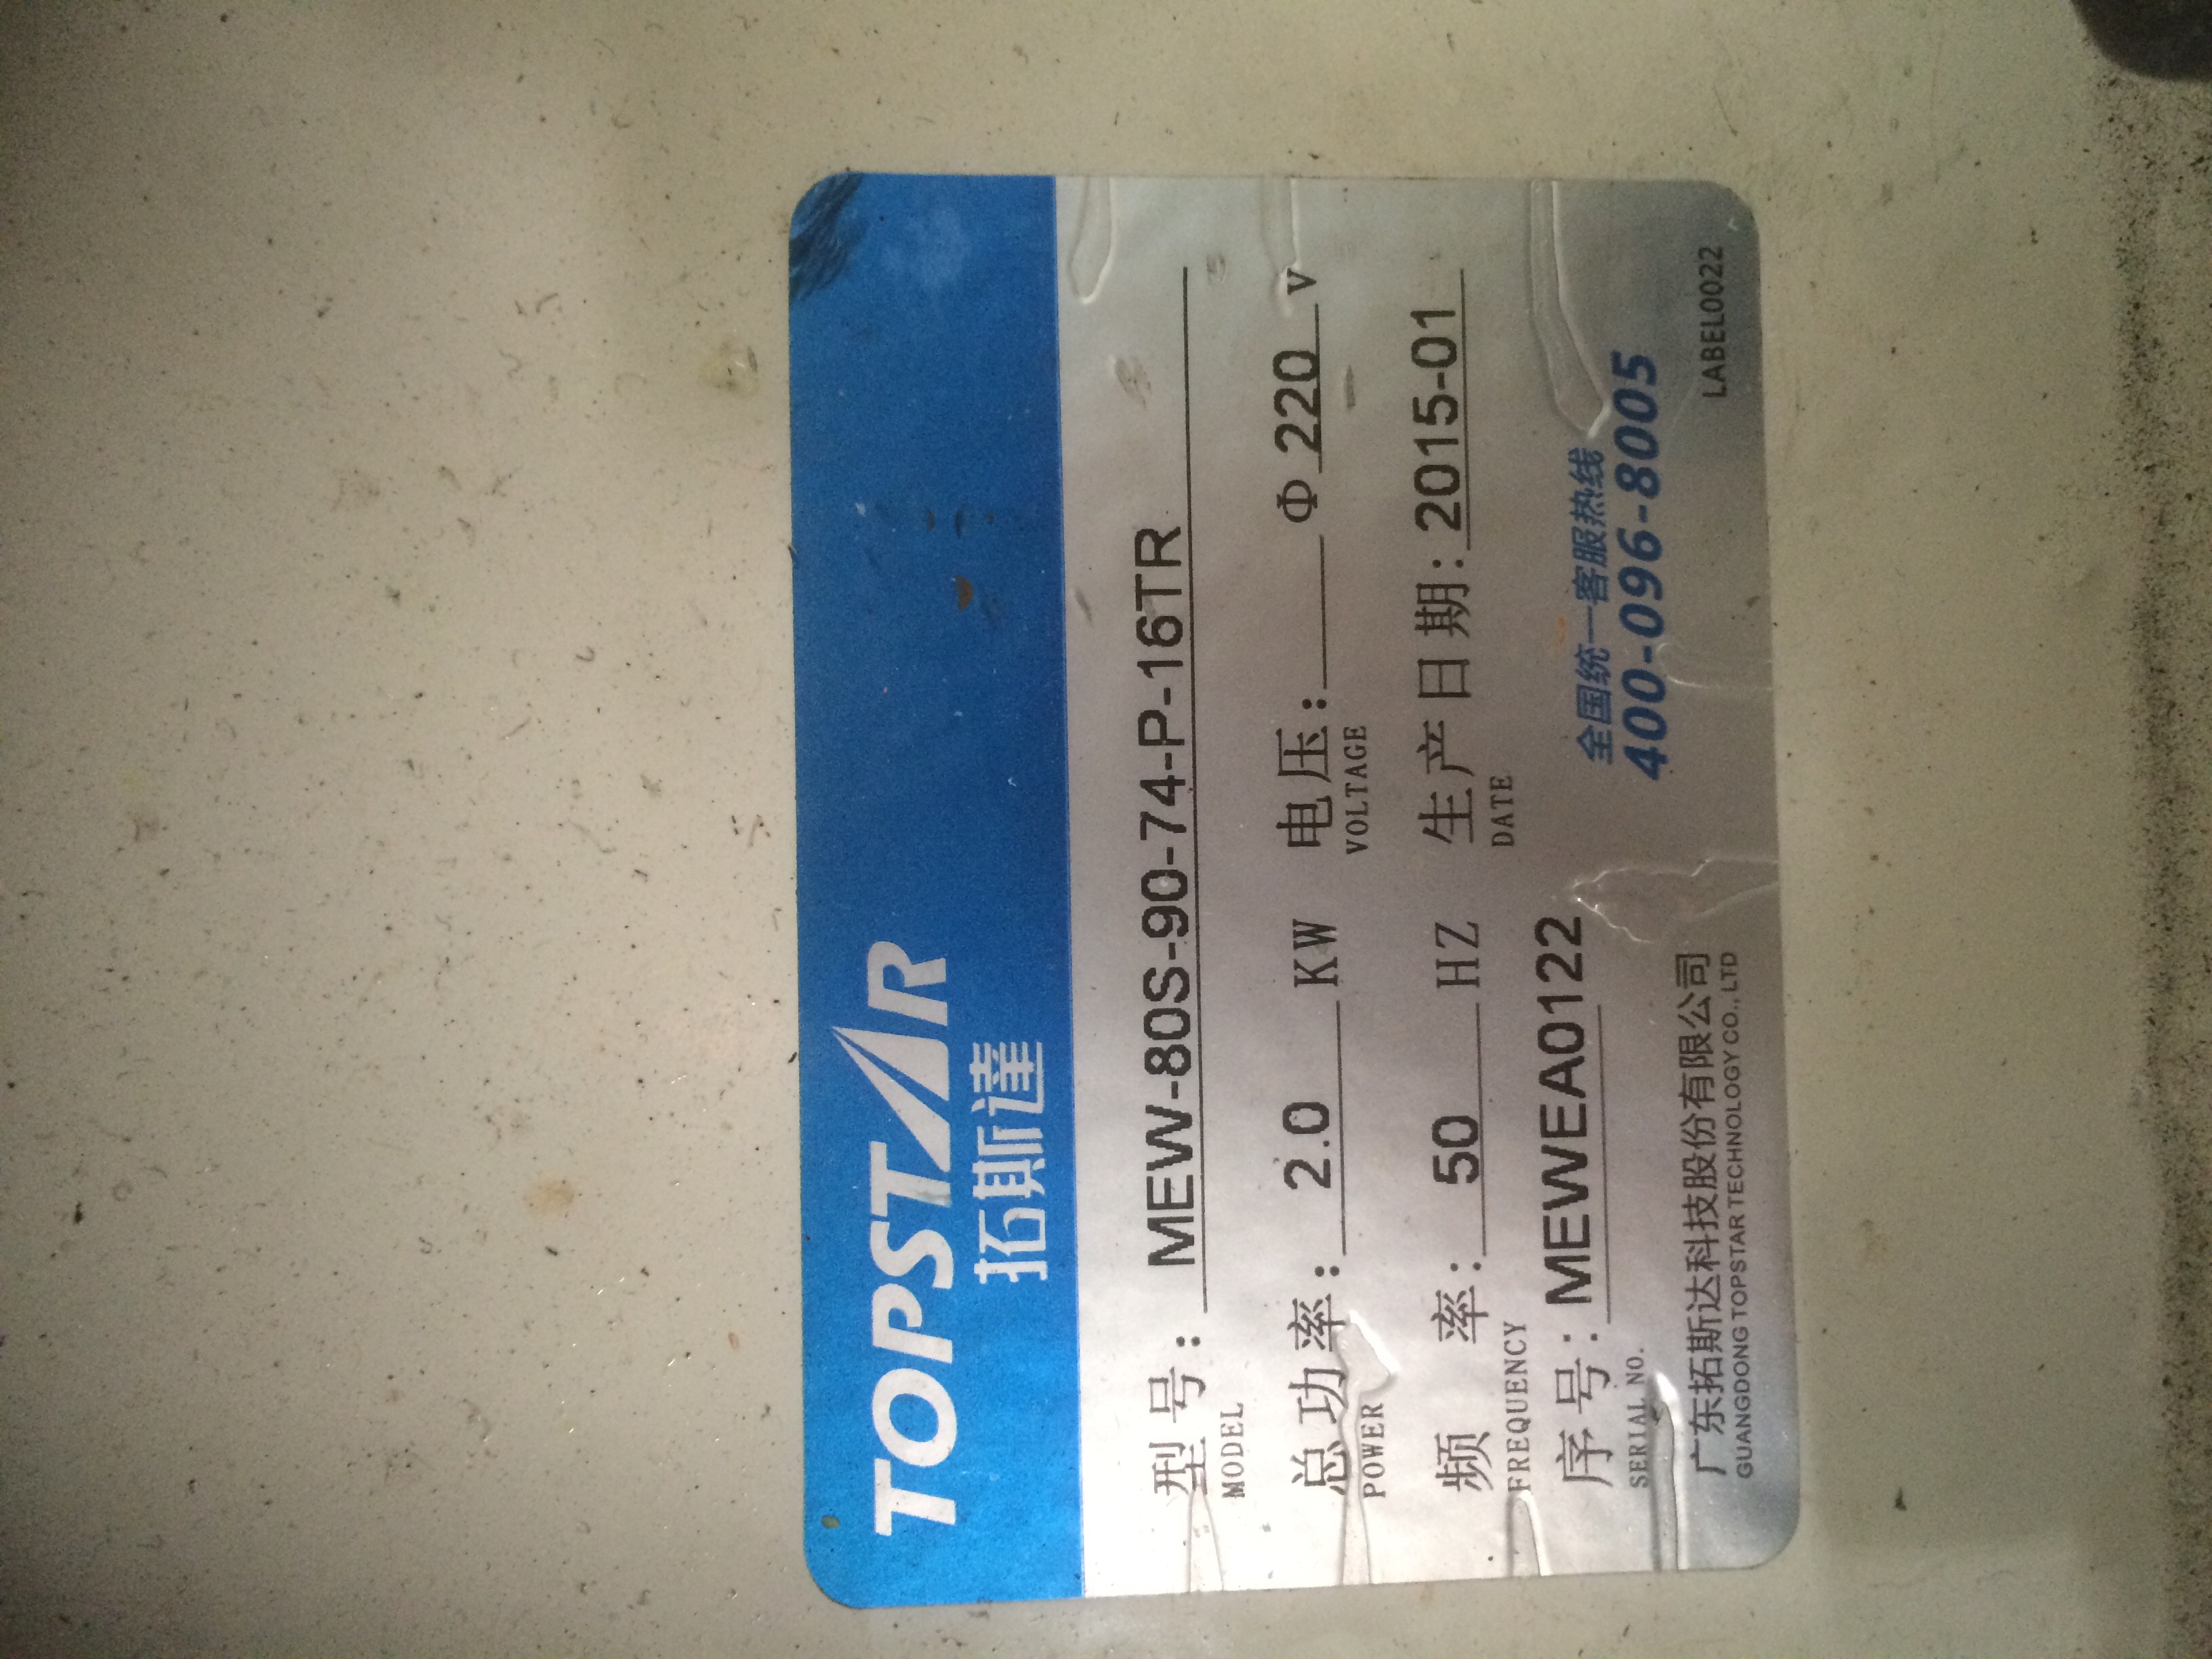 TOPSTAR
拓斯達
型号: MEW-80S-90-74-P-16TR
MODEL
总功率: 2.0 KW 电压: Φ 220 V
POWER VOLTAGE
频 率: 50 HZ 生产日期: 2015-01
FREQUENCY DATE
序号: MEWEA0122
SERIAL NO.
全国统一客服热线
400-096-8005
广东拓斯达科技股份有限公司
GUANGDONG TOPSTAR TECHNOLOGY CO., LTD
LABEL0022